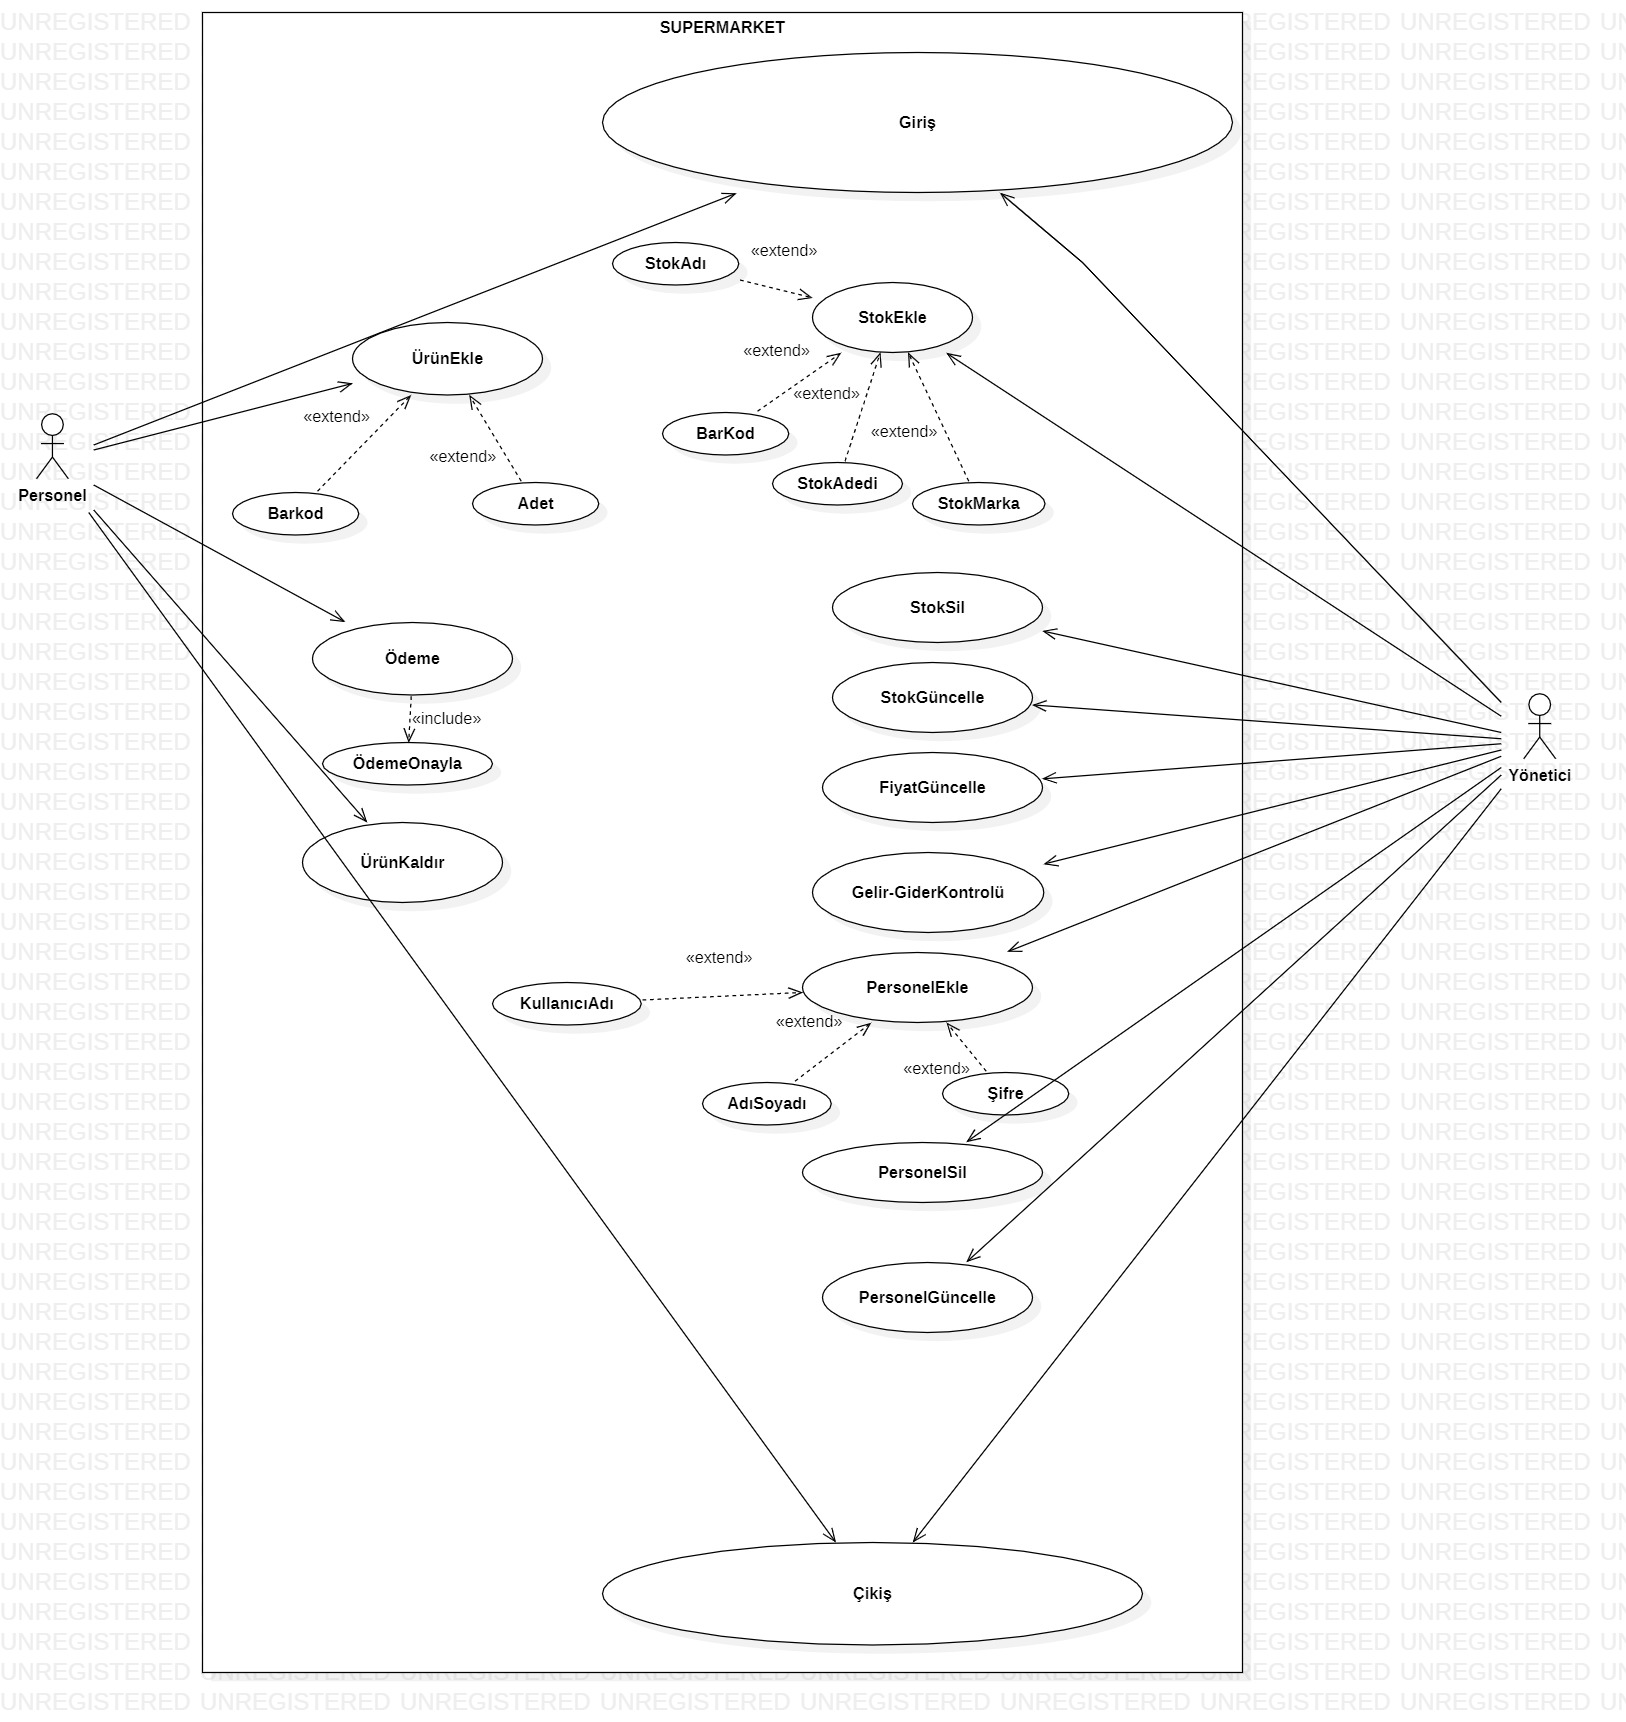 SUPERMARKET
Giriş
StokAdı
«extend»
StokEkle
«extend»
ÜrünEkle
«extend»
«extend»
BarKod
«extend»
«extend»
StokAdedi
StokMarka
Personel
Barkod
Adet
StokSil
Ödeme
StokGüncelle
«include»
ÖdemeOnayla
Yönetici
FiyatGüncelle
ÜrünKaldır
Gelir-GiderKontrolü
«extend»
PersonelEkle
KullanıcıAdı
«extend»
«extend»
AdıSoyadı
Şifre
PersonelSil
PersonelGüncelle
Çikiş
UNREGISTERED UNREGISTERED UNREGISTERED UNREGISTERED UNREGISTERED UNREGISTERED UNREGISTERED UNREGISTERED